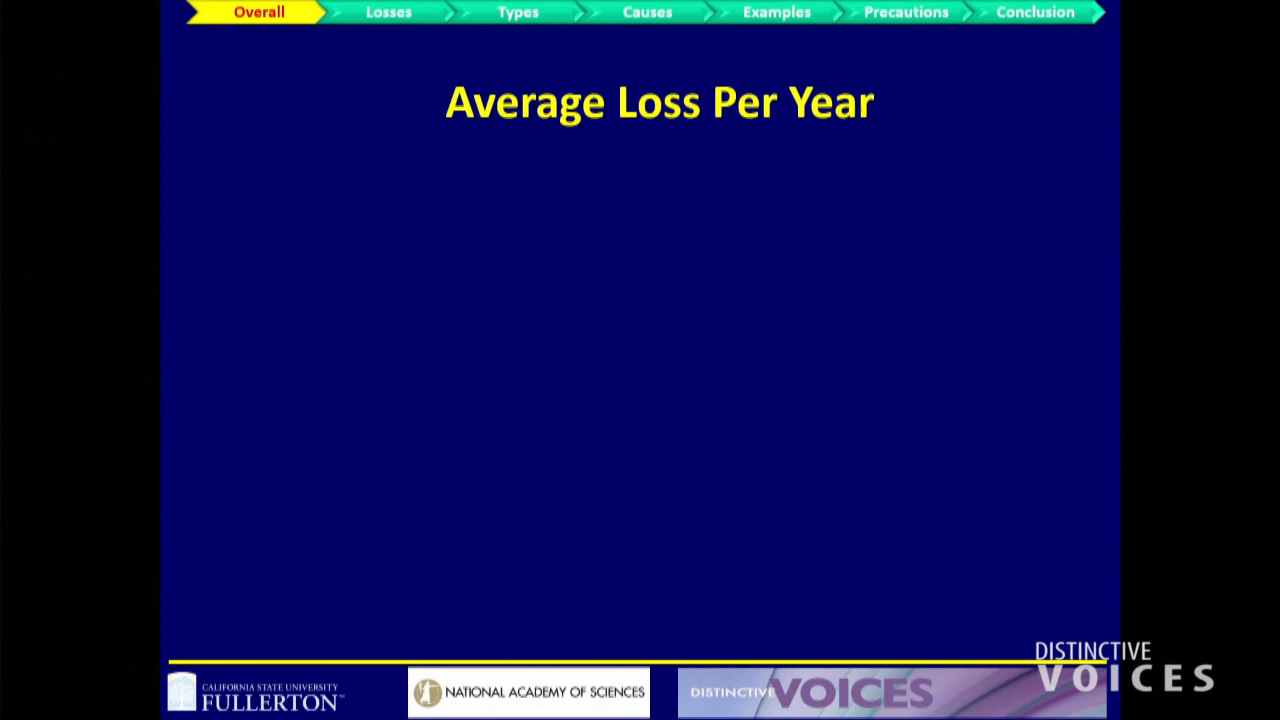 Overall
Losses
Types
Causes
Examples
Precautions
Conclusion
Average Loss Per Year
DISTINCTIVE
VOICES
CALIFORNIA STATE UNIVERSITY
FULLERTON™
NATIONAL ACADEMY OF SCIENCES
DISTINCTIVE VOICES